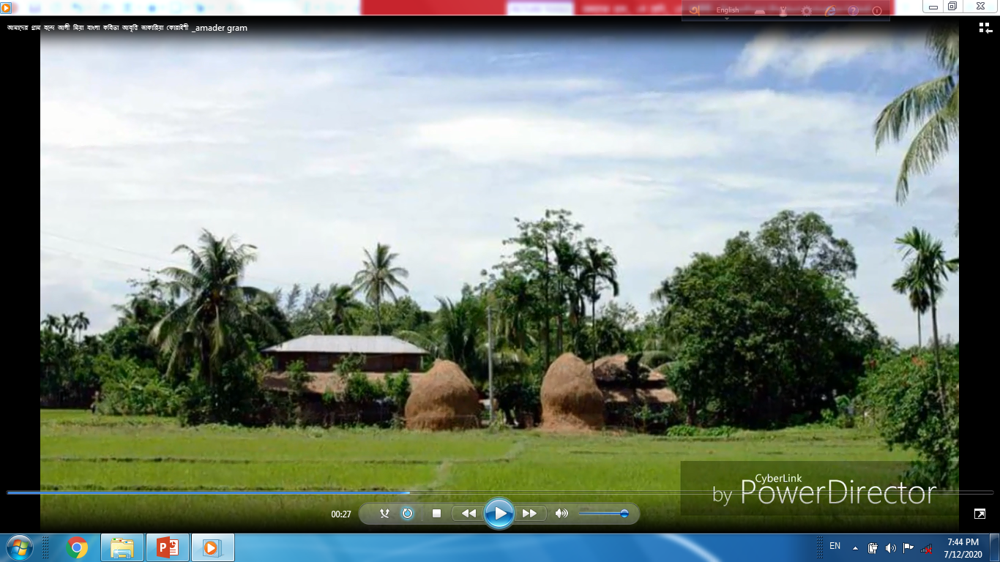 English
আমাদের গ্রাম বন্দে আলী মিয়া বাংলা কবিতা আবৃত্তি জাকারিয়া কোরাইশী _amader gram
CyberLink
by PowerDirector
00:27
EN
7:44 PM
7/12/2020